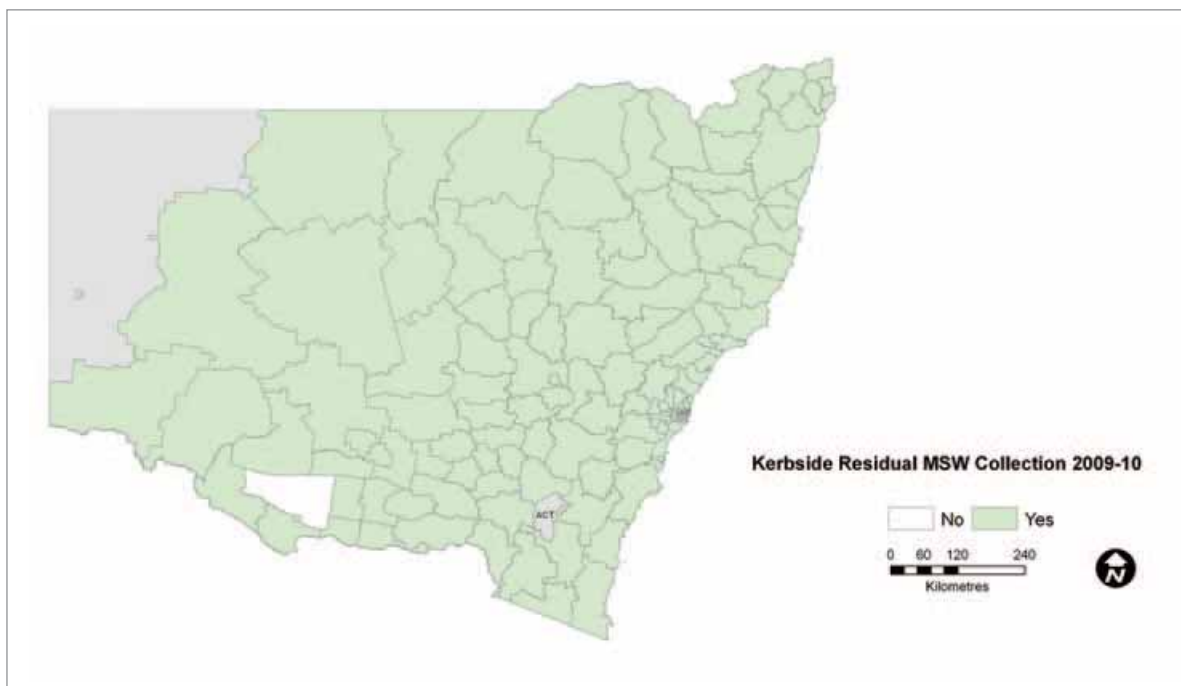 ACT
Kerbside Residual MSW Collection 2009-10
No Yes
0 60 120 240
Kilometres
N